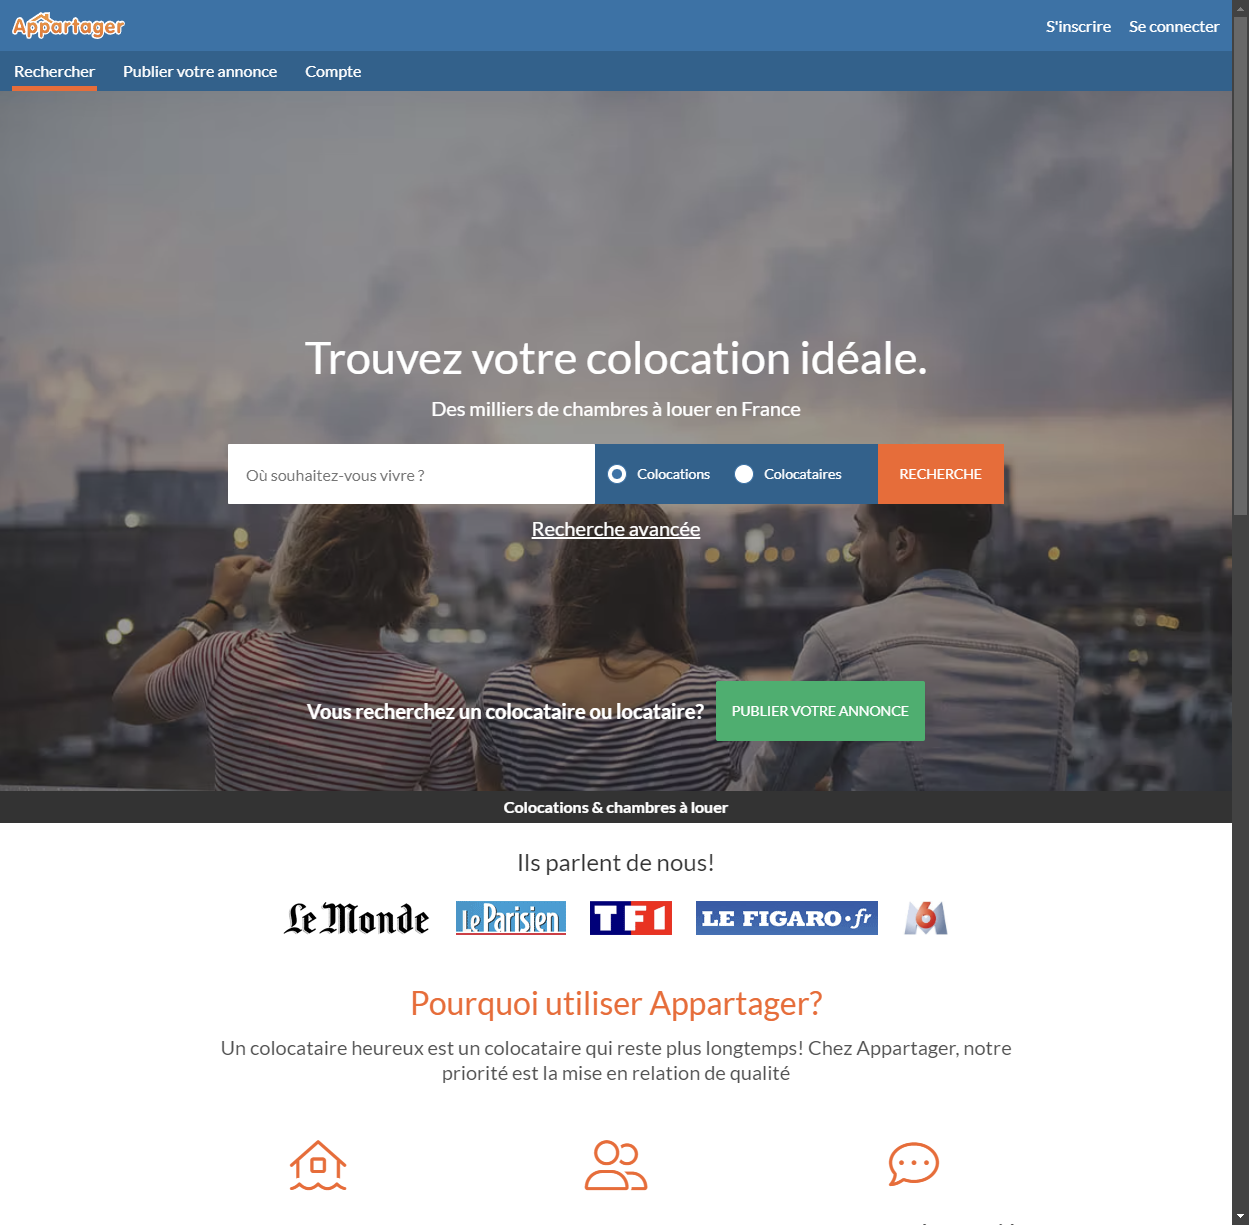 Appartager
S'inscrire
Se connecter
Rechercher
Publier votre annonce
Compte
Trouvez votre colocation idéale.
Des milliers de chambres à louer en France
Où souhaitez-vous vivre ?
Colocations
Colocataires
RECHERCHE
Recherche avancée
Vous recherchez un colocataire ou locataire?
PUBLIER VOTRE ANNONCE
Colocations & chambres à louer
Ils parlent de nous!
Le Monde
Le Parisien
TF1
LE FIGARO·fr
6
Pourquoi utiliser Appartager?
Un colocataire heureux est un colocataire qui reste plus longtemps! Chez Appartager, notre
priorité est la mise en relation de qualité